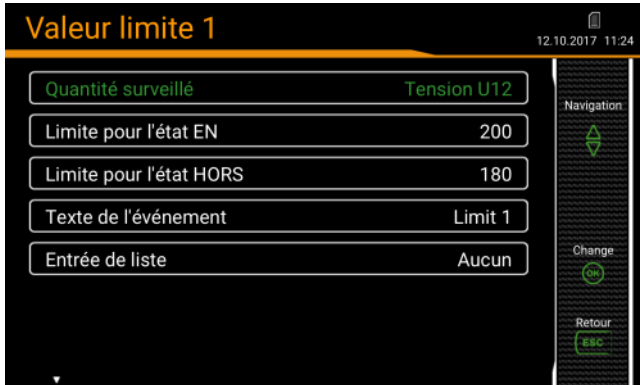 Valeur limite 1
12.10.2017 11:24
Quantité surveillé Tension U12
Navigation
Limite pour l'état EN 200
Limite pour l'état HORS 180
Texte de l'événement Limit 1
Entrée de liste Aucun
Change
OK
Retour
ESC